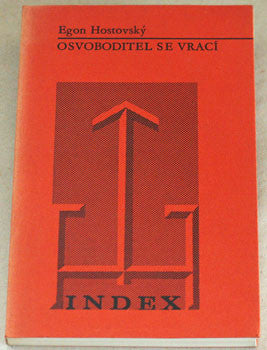 Egon Hostovský
OSVOBODITEL SE VRACÍ
INDEX